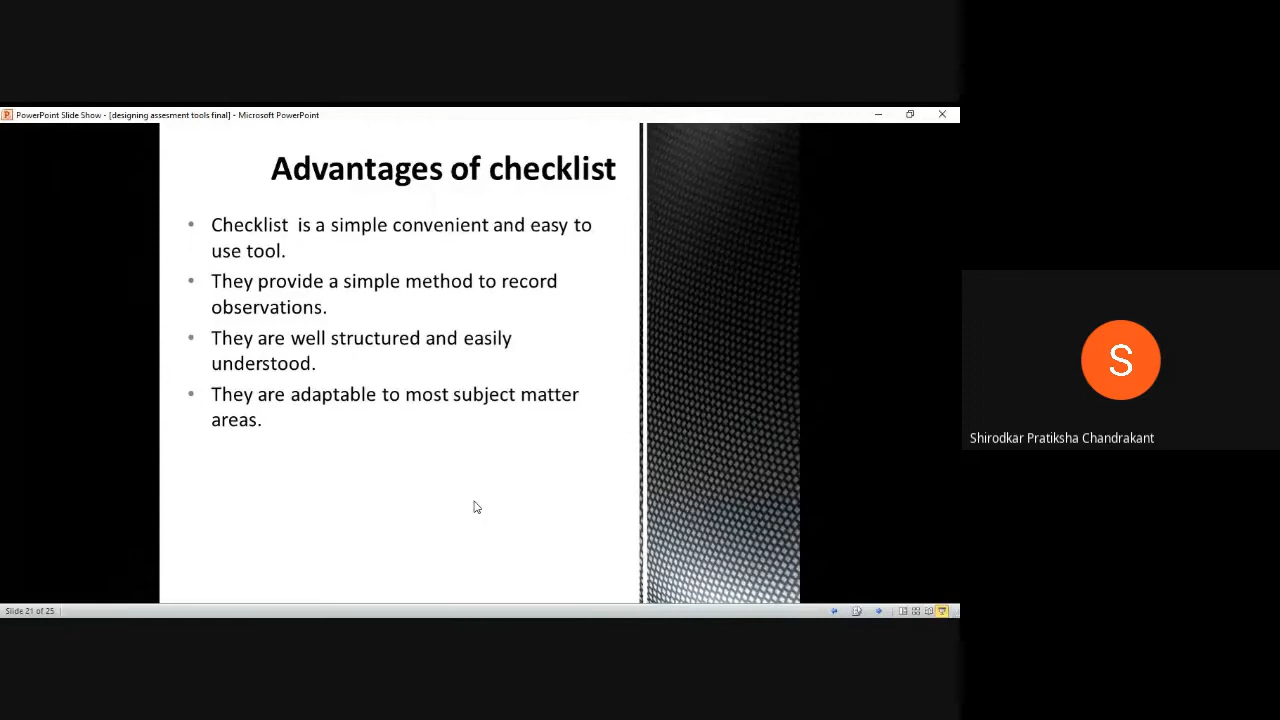 PowerPoint Slide Show - [designing assesment tools final] - Microsoft PowerPoint
Advantages of checklist
• Checklist is a simple convenient and easy to
use tool.
• They provide a simple method to record
observations.
• They are well structured and easily
understood.
• They are adaptable to most subject matter
areas.
S
Shirodkar Pratiksha Chandrakant
Slide 21 of 25